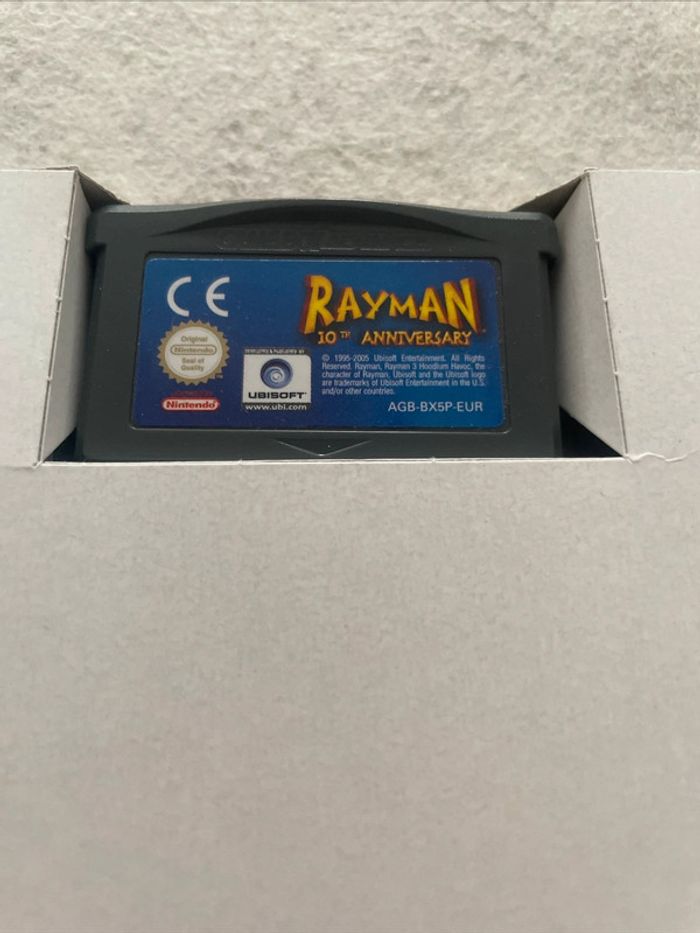 CE
RAYMAN
10TH ANNIVERSARY™
Original
Nintendo
Seal of
Quality
Nintendo
UBISOFT
www.ubi.com
© 1995-2005 Ubisoft Entertainment. All Rights
Reserved. Rayman, Rayman 3 Hoodlum Havoc, the
character of Rayman, Ubisoft and the Ubisoft logo
are trademarks of Ubisoft Entertainment in the U.S.
and/or other countries.
AGB-BX5P-EUR